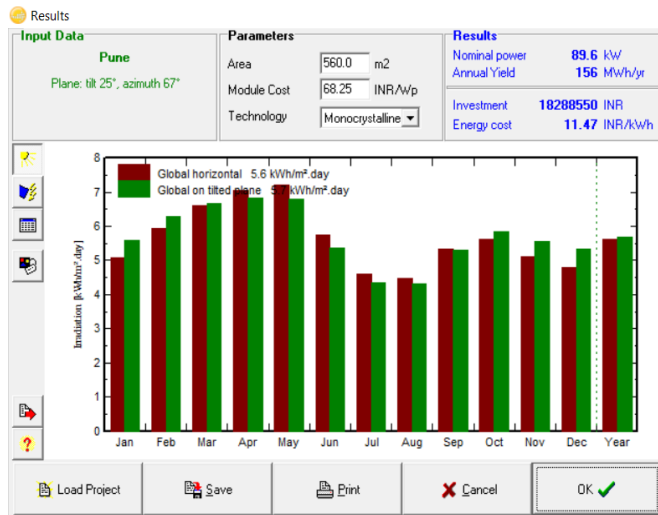 Results
Input Data
Pune
Plane: tilt 25°, azimuth 67°
Parameters
Area 560.0 m2
Module Cost 68.25 INR/Wp
Technology Monocrystalline
Results
Nominal power 89.6 kW
Annual Yield 156 MWh/yr
Investment 18288550 INR
Energy cost 11.47 INR/kWh
Global horizontal 5.6 kWh/m².day
Global on tilted plane 5.7 kWh/m².day
Irradiation [kWh/m².day]
8
7
6
5
4
3
2
1
0
Jan Feb Mar Apr May Jun Jul Aug Sep Oct Nov Dec Year
?
Load Project Save Print Cancel OK